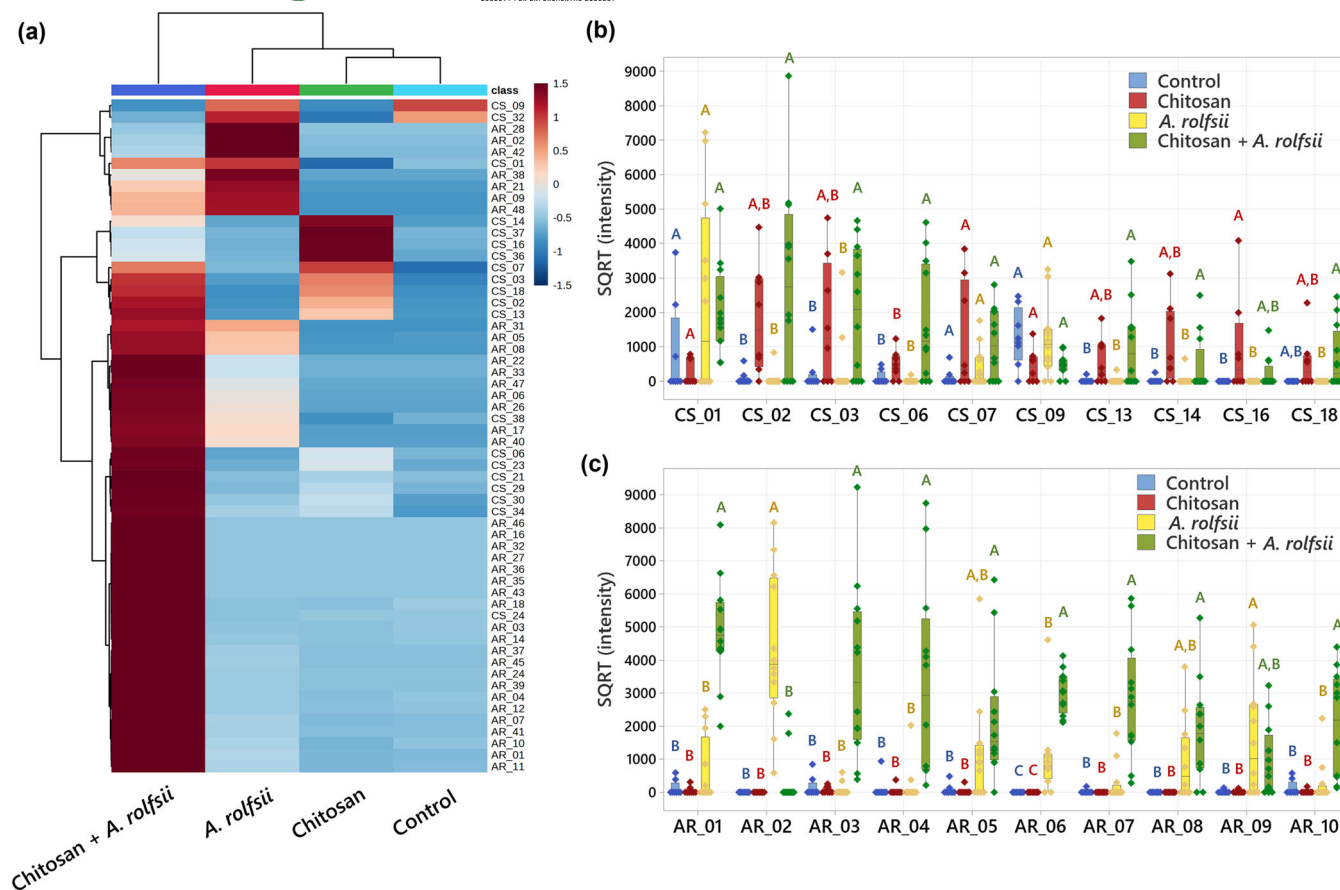 (a)
class
CS_09
CS_32
AR_28
AR_02
AR_42
CS_01
AR_38
AR_21
AR_09
AR_48
CS_14
CS_37
CS_16
CS_36
CS_07
CS_03
CS_18
CS_02
CS_13
AR_31
AR_05
AR_08
AR_22
AR_33
AR_47
AR_06
AR_26
CS_38
AR_17
AR_40
CS_06
CS_23
CS_21
CS_29
CS_30
CS_34
AR_46
AR_16
AR_32
AR_27
AR_36
AR_35
AR_43
AR_18
CS_24
AR_03
AR_14
AR_37
AR_45
AR_24
AR_39
AR_04
AR_12
AR_07
AR_41
AR_10
AR_01
AR_11
1.5
1
0.5
0
-0.5
-1
-1.5
Chitosan + A. rolfsii
A. rolfsii
Chitosan
Control
(b)
SQRT (intensity)
9000
8000
7000
6000
5000
4000
3000
2000
1000
0
Control
Chitosan
A. rolfsii
Chitosan + A. rolfsii
A A A A
B A,B B A
B A,B B A
B B B A
B A A A
A A A A
B A,B B A
B A,B B A
B A B A,B
A,B A,B B A
CS_01 CS_02 CS_03 CS_06 CS_07 CS_09 CS_13 CS_14 CS_16 CS_18
(c)
SQRT (intensity)
9000
8000
7000
6000
5000
4000
3000
2000
1000
0
Control
Chitosan
A. rolfsii
Chitosan + A. rolfsii
B B B A
B B A B
B B B A
B B B A
B B A,B A
C C B A
B B B A
B B A,B A
B B A A,B
B B B A
AR_01 AR_02 AR_03 AR_04 AR_05 AR_06 AR_07 AR_08 AR_09 AR_10